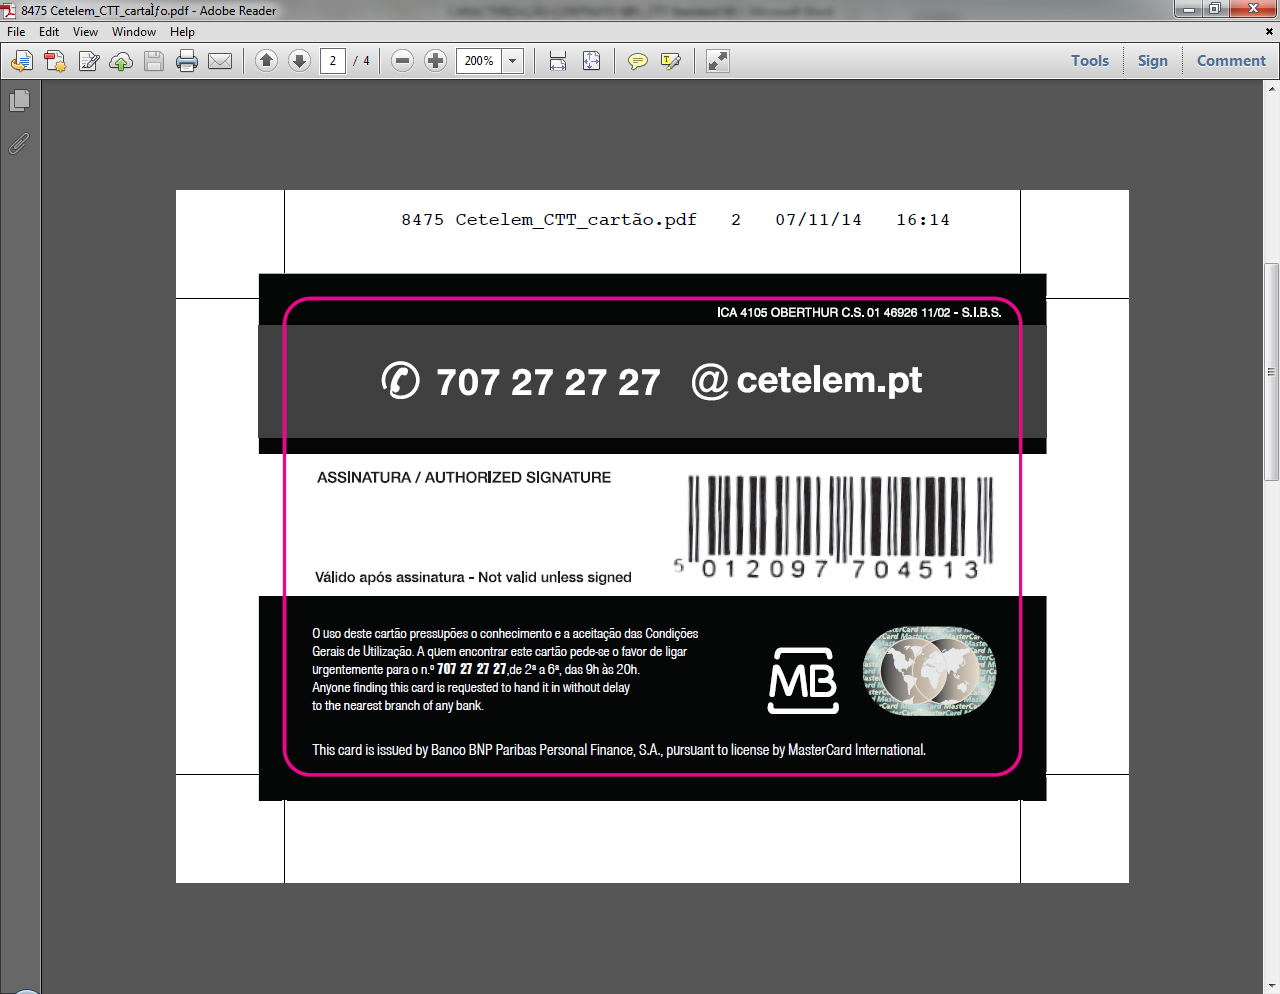 8475 Cetelem_CTT_cartaÌƒo.pdf - Adobe Reader
File Edit View Window Help
2 / 4 200% Tools Sign Comment
8475 Cetelem_CTT_cartão.pdf 2 07/11/14 16:14
ICA 4105 OBERTHUR C.S. 01 46926 11/02 - S.I.B.S.
✆ 707 27 27 27 @ cetelem.pt
ASSINATURA / AUTHORIZED SIGNATURE
5 012097 704513
Válido após assinatura - Not valid unless signed
O uso deste cartão pressupões o conhecimento e a aceitação das Condições
Gerais de Utilização. A quem encontrar este cartão pede-se o favor de ligar
urgentemente para o n.º 707 27 27 27,de 2ª a 6ª, das 9h às 20h.
Anyone finding this card is requested to hand it in without delay
to the nearest branch of any bank.
MB
This card is issued by Banco BNP Paribas Personal Finance, S.A., pursuant to license by MasterCard International.